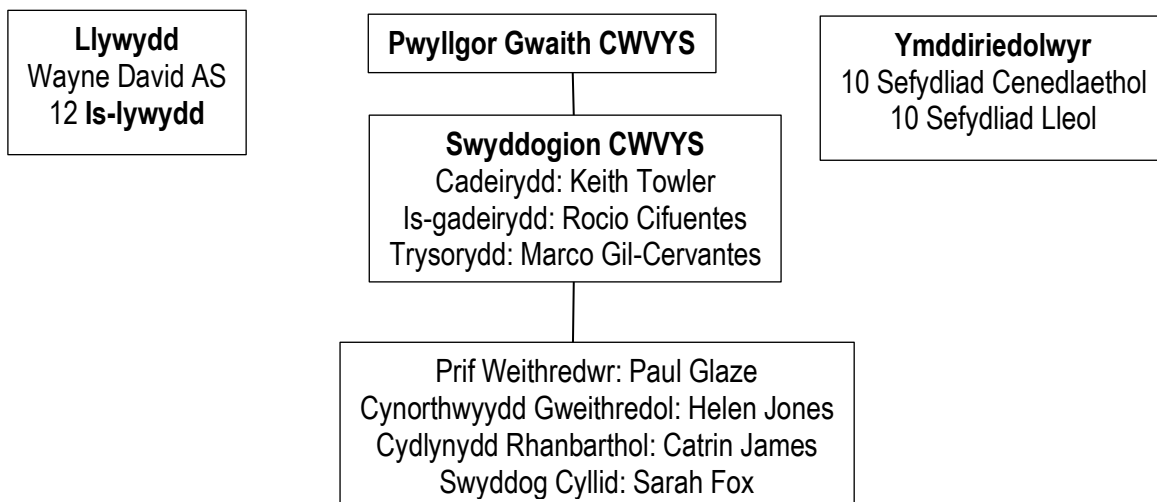 Llywydd
Wayne David AS
12 Is-lywydd
Pwyllgor Gwaith CWVYS
Ymddiriedolwyr
10 Sefydliad Cenedlaethol
10 Sefydliad Lleol
Swyddogion CWVYS
Cadeirydd: Keith Towler
Is-gadeirydd: Rocio Cifuentes
Trysorydd: Marco Gil-Cervantes
Prif Weithredwr: Paul Glaze
Cynorthwyydd Gweithredol: Helen Jones
Cydlynydd Rhanbarthol: Catrin James
Swyddog Cyllid: Sarah Fox